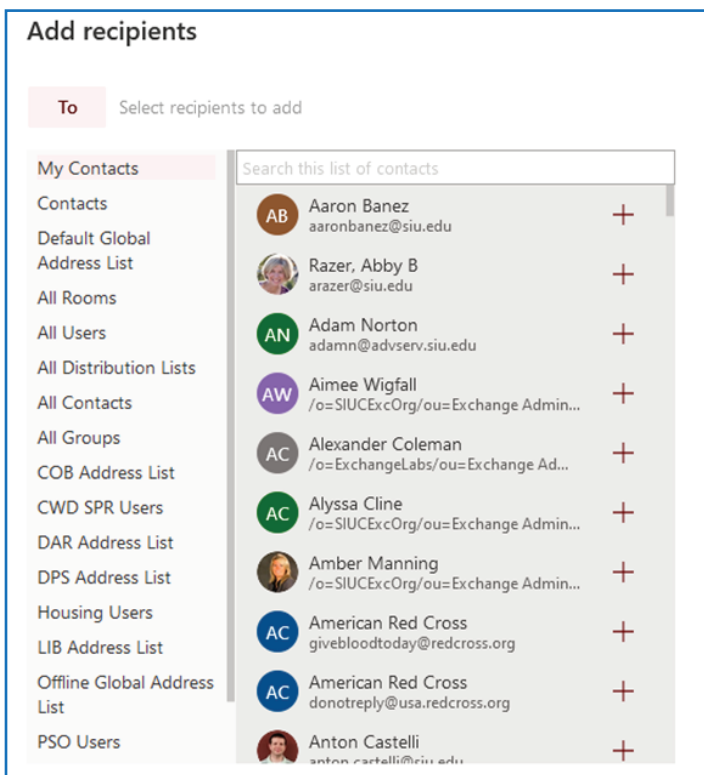 Add recipients
To Select recipients to add
My Contacts
Contacts
Default Global
Address List
All Rooms
All Users
All Distribution Lists
All Contacts
All Groups
COB Address List
CWD SPR Users
DAR Address List
DPS Address List
Housing Users
LIB Address List
Offline Global Address
List
PSO Users
Search this list of contacts
AB Aaron Banez
aaronbanez@siu.edu
Razer, Abby B
arazer@siu.edu
AN Adam Norton
adamn@advserv.siu.edu
AW Aimee Wigfall
/o=SIUCExcOrg/ou=Exchange Admin...
AC Alexander Coleman
/o=ExchangeLabs/ou=Exchange Ad...
AC Alyssa Cline
/o=SIUCExcOrg/ou=Exchange Admin...
Amber Manning
/o=SIUCExcOrg/ou=Exchange Admin...
AC American Red Cross
givebloodtoday@redcross.org
AC American Red Cross
donotreply@usa.redcross.org
Anton Castelli
anton.castelli@siu.edu